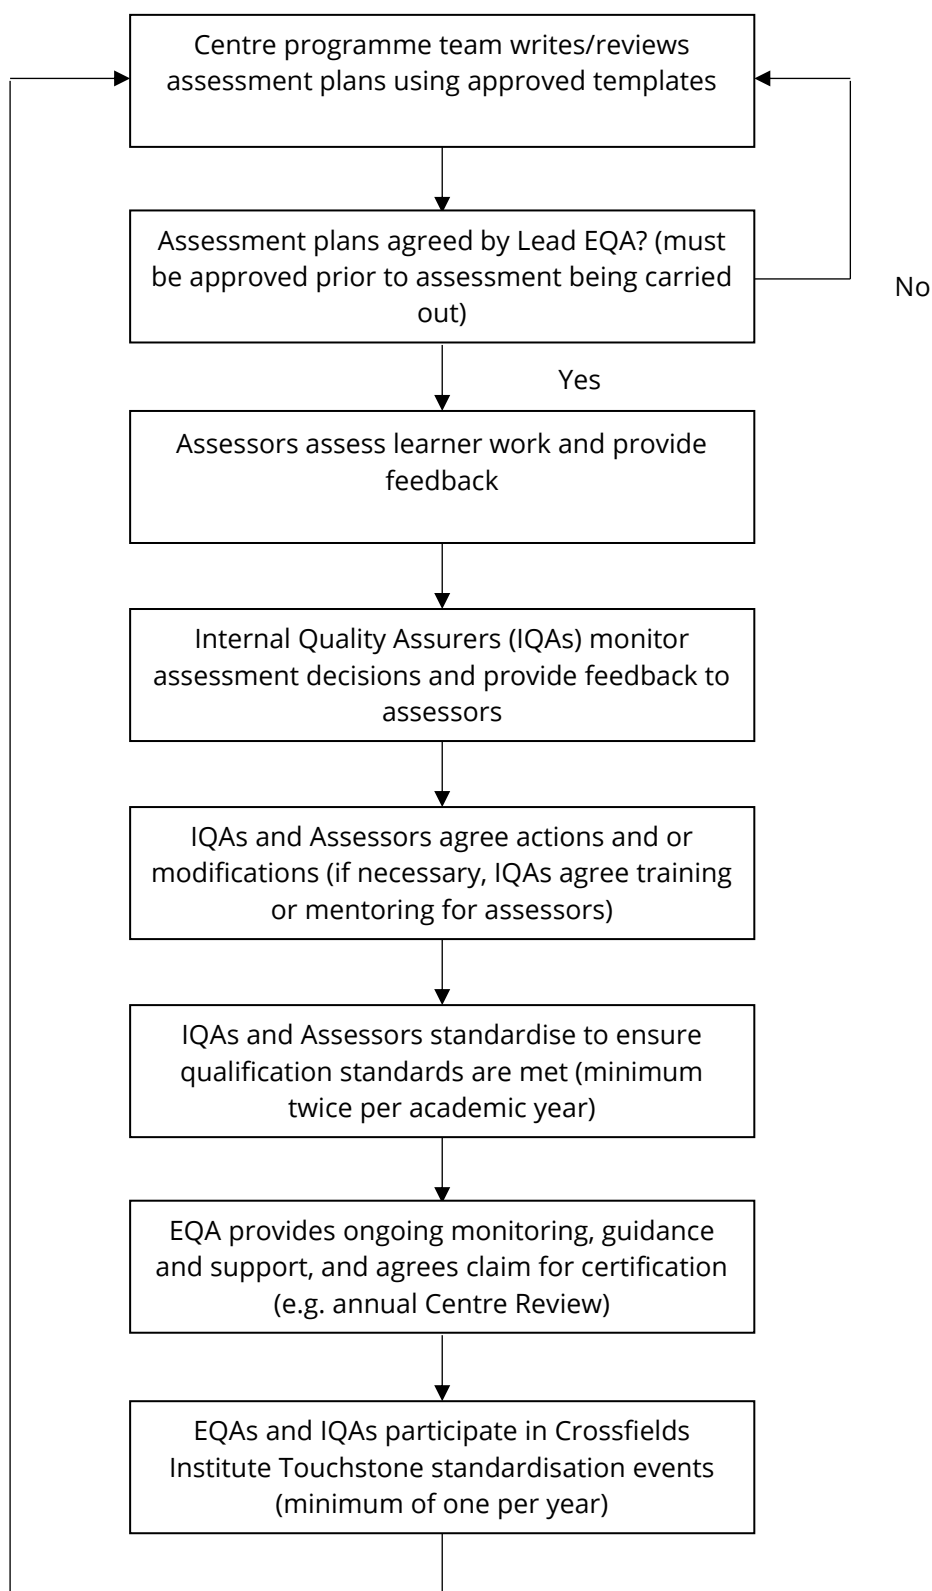 Centre programme team writes/reviews
assessment plans using approved templates
Assessment plans agreed by Lead EQA? (must
be approved prior to assessment being carried
out)
No
Yes
Assessors assess learner work and provide
feedback
Internal Quality Assurers (IQAs) monitor
assessment decisions and provide feedback to
assessors
IQAs and Assessors agree actions and or
modifications (if necessary, IQAs agree training
or mentoring for assessors)
IQAs and Assessors standardise to ensure
qualification standards are met (minimum
twice per academic year)
EQA provides ongoing monitoring, guidance
and support, and agrees claim for certification
(e.g. annual Centre Review)
EQAs and IQAs participate in Crossfields
Institute Touchstone standardisation events
(minimum of one per year)